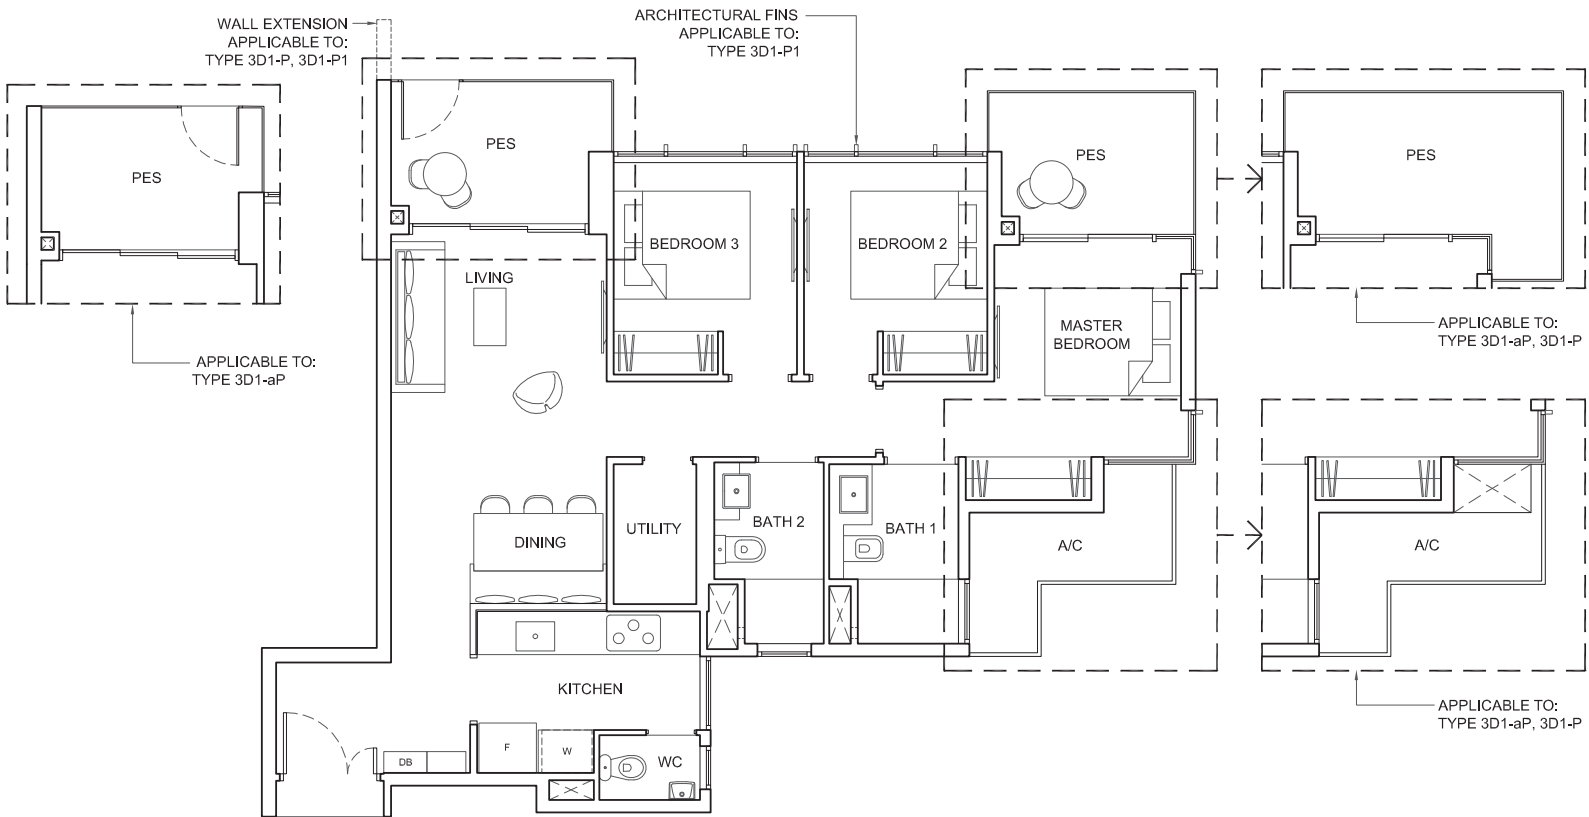 WALL EXTENSION
APPLICABLE TO:
TYPE 3D1-P, 3D1-P1
ARCHITECTURAL FINS
APPLICABLE TO:
TYPE 3D1-P1
PES
PES
PES
PES
BEDROOM 3
BEDROOM 2
LIVING
MASTER
BEDROOM
APPLICABLE TO:
TYPE 3D1-aP
APPLICABLE TO:
TYPE 3D1-aP, 3D1-P
UTILITY
BATH 2
BATH 1
DINING
A/C
A/C
KITCHEN
F
W
DB
WC
APPLICABLE TO:
TYPE 3D1-aP, 3D1-P